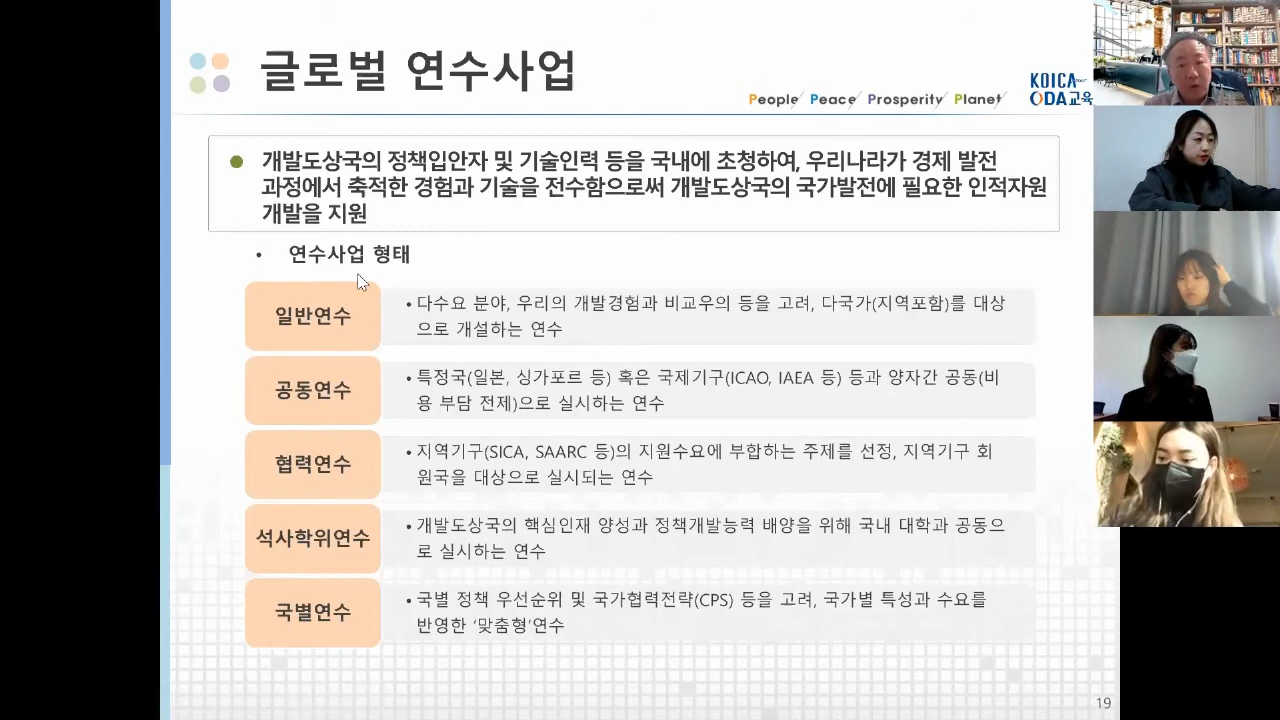 글로벌 연수사업
People Peace Prosperity Planet
KOICA
ODA교육
개발도상국의 정책입안자 및 기술인력 등을 국내에 초청하여, 우리나라가 경제 발전
과정에서 축적한 경험과 기술을 전수함으로써 개발도상국의 국가발전에 필요한 인적자원
개발을 지원
• 연수사업 형태
일반연수
• 다수요 분야, 우리의 개발경험과 비교우의 등을 고려, 다국가(지역포함)를 대상
으로 개설하는 연수
공동연수
• 특정국(일본, 싱가포르 등) 혹은 국제기구(ICAO, IAEA 등) 등과 양자간 공동(비
용 부담 전제)으로 실시하는 연수
협력연수
• 지역기구(SICA, SAARC 등)의 지원수요에 부합하는 주제를 선정, 지역기구 회
원국을 대상으로 실시되는 연수
석사학위연수
• 개발도상국의 핵심인재 양성과 정책개발능력 배양을 위해 국내 대학과 공동으
로 실시하는 연수
국별연수
• 국별 정책 우선순위 및 국가협력전략(CPS) 등을 고려, 국가별 특성과 수요를
반영한 ‘맞춤형’연수
19